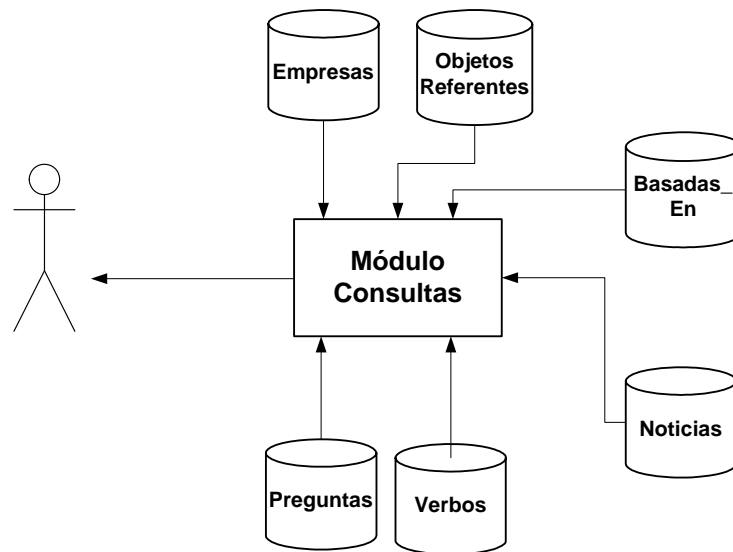 Empresas
Objetos
Referentes
Basadas_
En
Módulo
Consultas
Noticias
Preguntas
Verbos